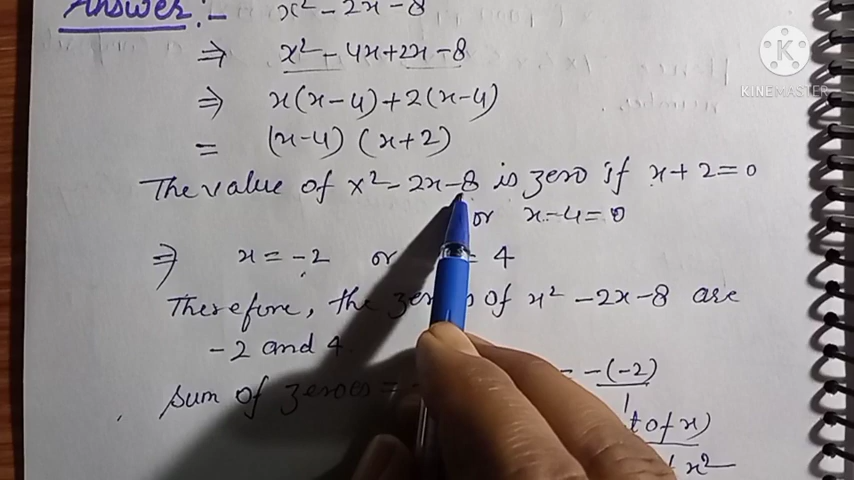 Answer:- x² - 2x - 8
⇒ x² - 4x + 2x - 8
⇒ x(x-4) + 2(x-4)
= (x-4) (x+2)
The value of x² - 2x - 8 is zero if x + 2 = 0
or x - 4 = 0
⇒ x = -2 or = 4
Therefore, the zeroes of x² - 2x - 8 are
-2 and 4.
Sum of zeroes = = -(-2)
1
t of x)
x²
KINEMASTER